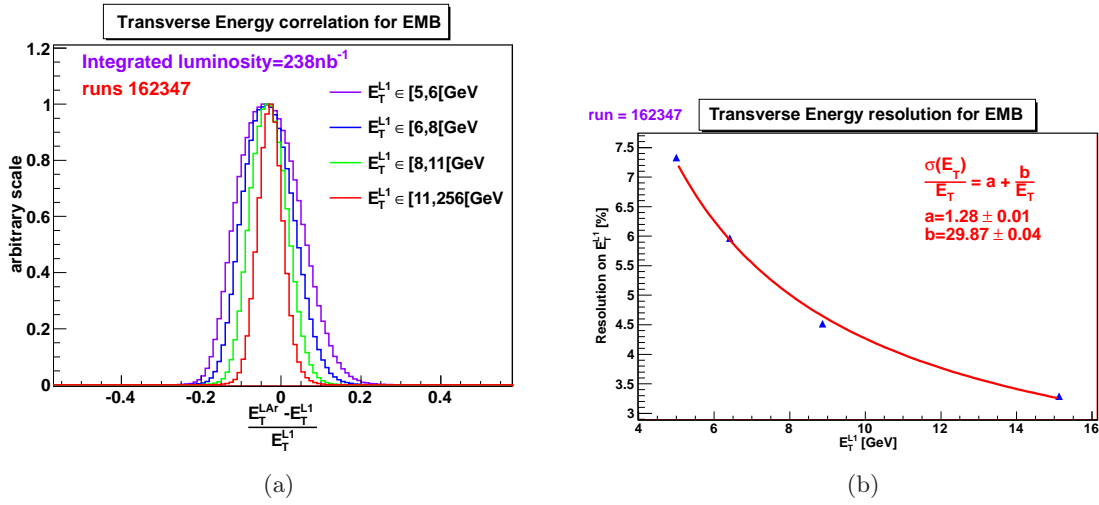 Transverse Energy correlation for EMB
Integrated luminosity=238nb⁻¹
runs 162347
E_T^L1 ∈ [5,6[GeV
E_T^L1 ∈ [6,8[GeV
E_T^L1 ∈ [8,11[GeV
E_T^L1 ∈ [11,256[GeV
arbitrary scale
1.2
1
0.8
0.6
0.4
0.2
0
-0.4 -0.2 0 0.2 0.4
E_T^LAr -E_T^L1
E_T^L1
(a)
run = 162347
Transverse Energy resolution for EMB
σ(E_T)
E_T
= a + b
E_T
a=1.28 ± 0.01
b=29.87 ± 0.04
Resolution on E_T^L1 [%]
7.5
7
6.5
6
5.5
5
4.5
4
3.5
3
4 6 8 10 12 14 16
E_T^L1 [GeV]
(b)